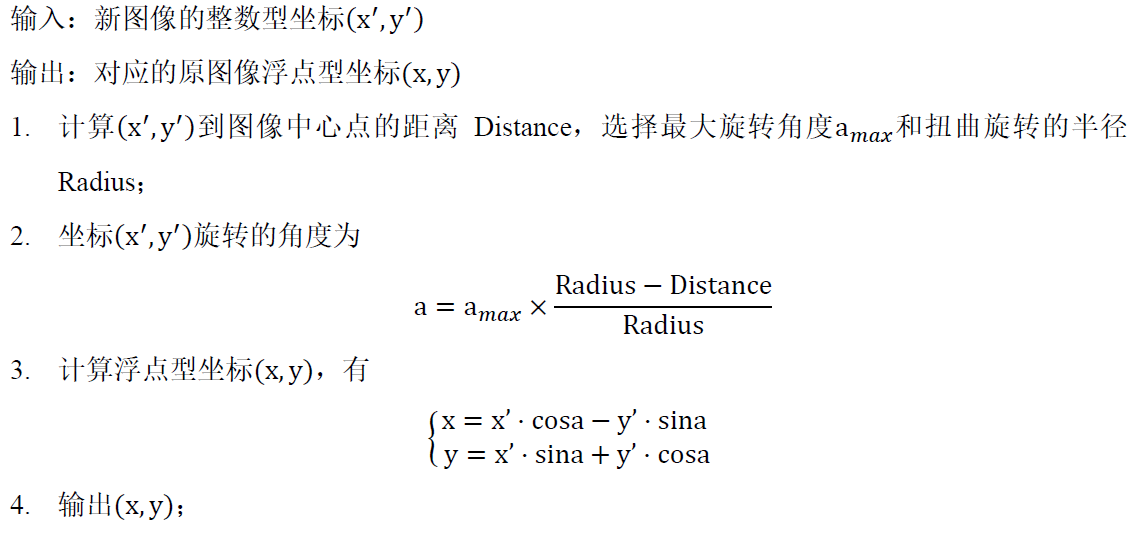 输入：新图像的整数型坐标(x′,y′)
输出：对应的原图像浮点型坐标(x,y)
1. 计算(x′,y′)到图像中心点的距离 Distance，选择最大旋转角度a_max和扭曲旋转的半径
Radius；
2. 坐标(x′,y′)旋转的角度为
a = a_max × (Radius − Distance) / Radius
3. 计算浮点型坐标(x,y)，有
{ x = x’ · cosa − y’ · sina
y = x’ · sina + y’ · cosa
4. 输出(x,y)；